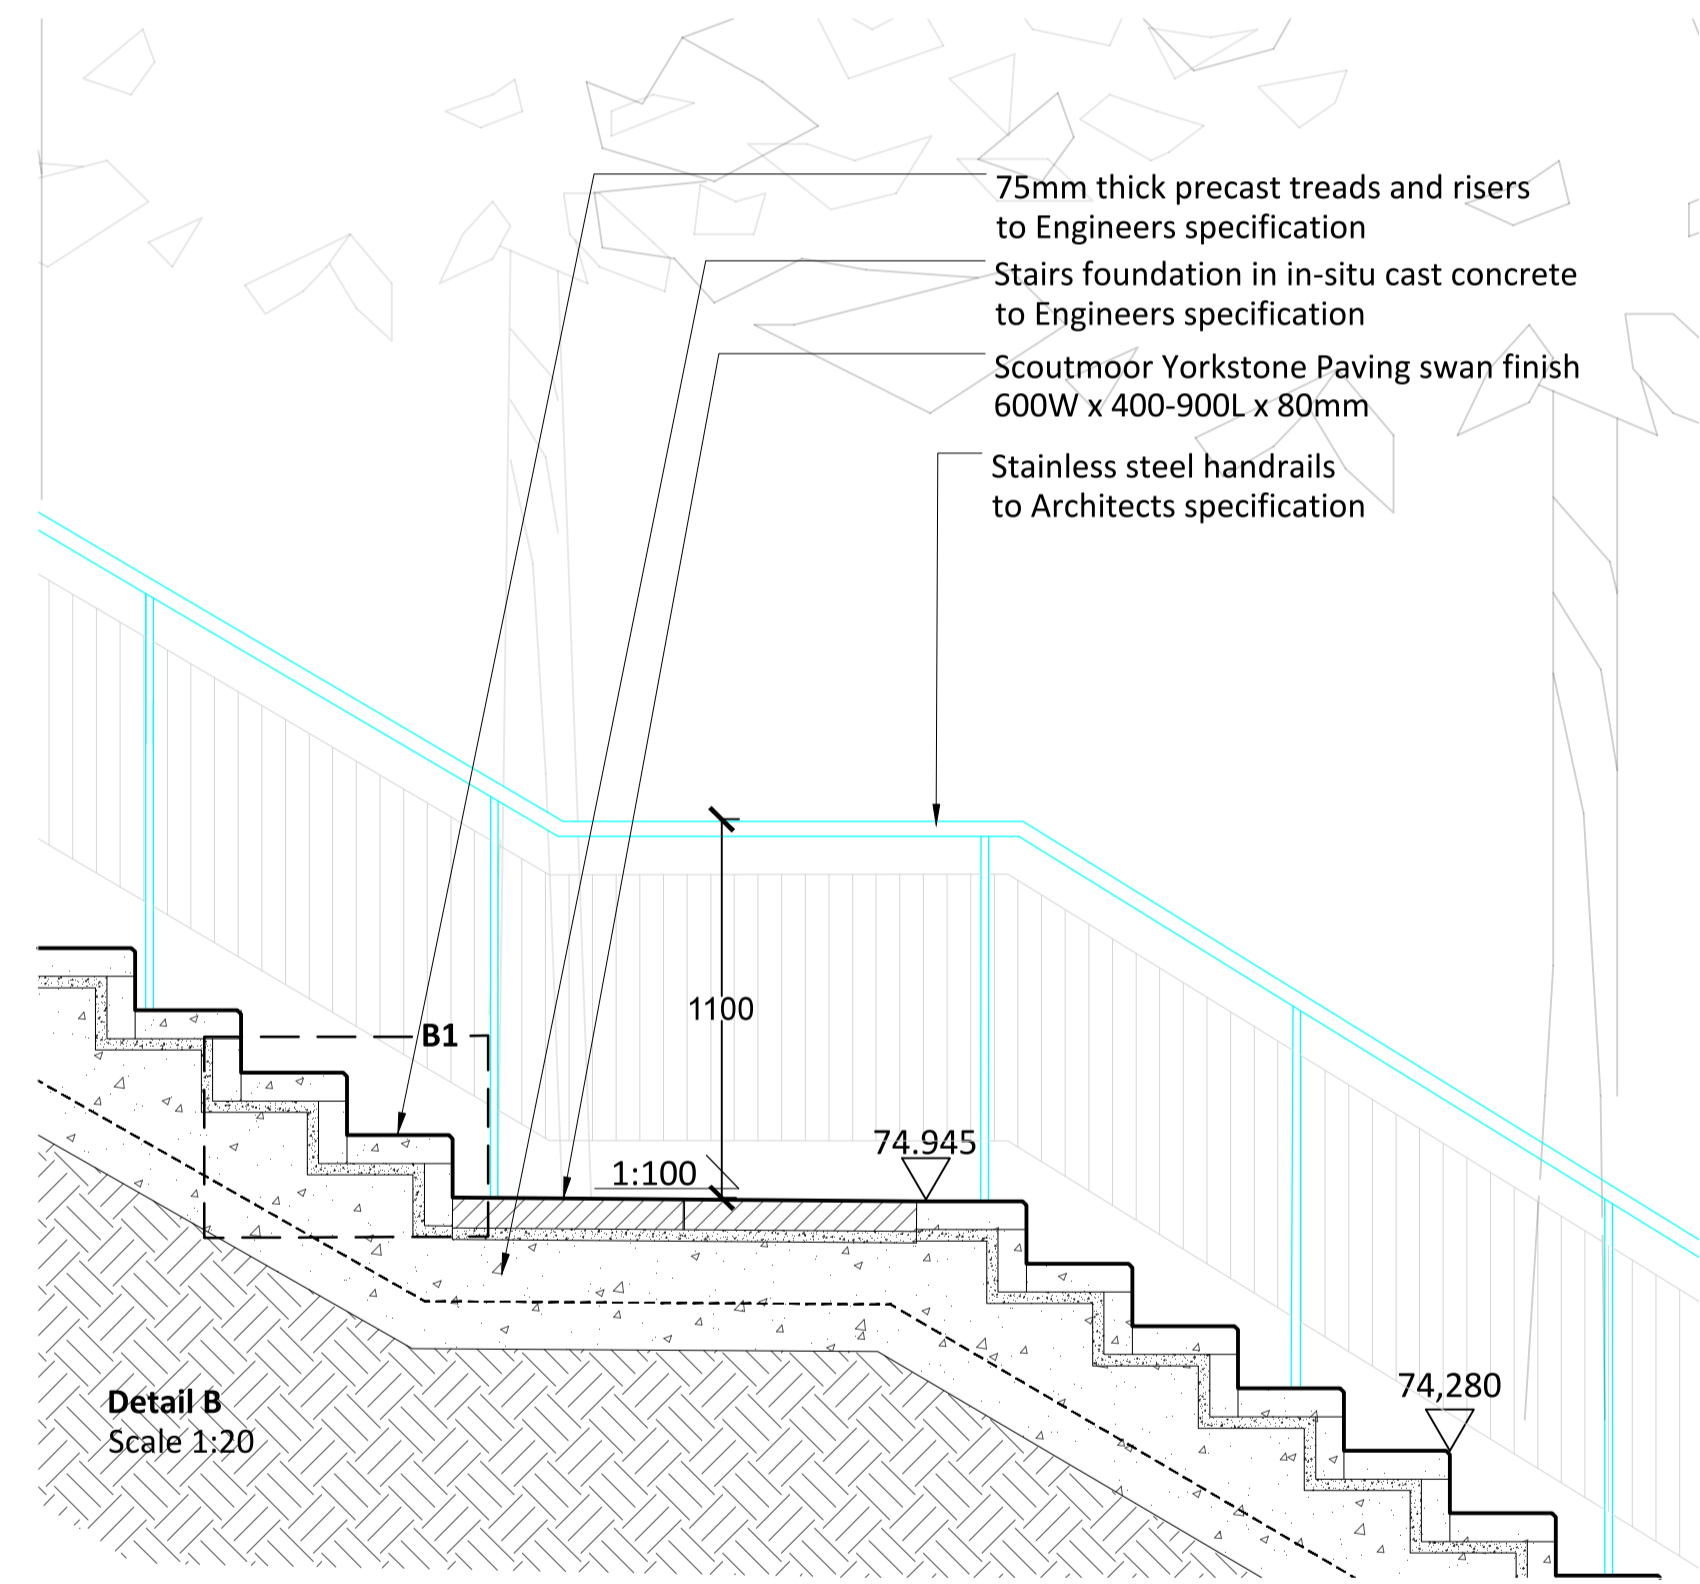 75mm thick precast treads and risers
to Engineers specification
Stairs foundation in in-situ cast concrete
to Engineers specification
Scoutmoor Yorkstone Paving swan finish
600W x 400-900L x 80mm
Stainless steel handrails
to Architects specification
1100
B1
74.945
1:100
74,280
Detail B
Scale 1:20